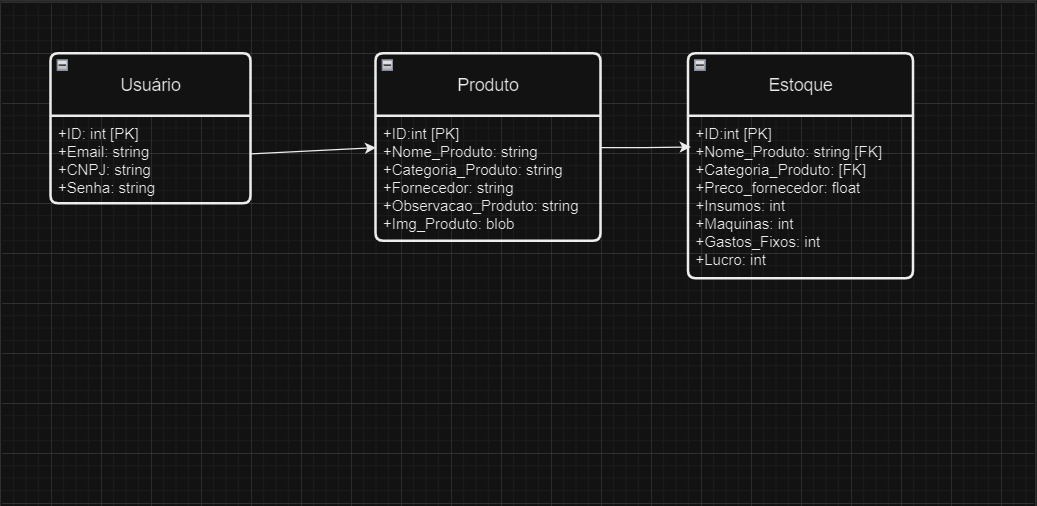 Usuário
+ID: int [PK]
+Email: string
+CNPJ: string
+Senha: string
Produto
+ID:int [PK]
+Nome_Produto: string
+Categoria_Produto: string
+Fornecedor: string
+Observacao_Produto: string
+Img_Produto: blob
Estoque
+ID:int [PK]
+Nome_Produto: string [FK]
+Categoria_Produto: [FK]
+Preco_fornecedor: float
+Insumos: int
+Maquinas: int
+Gastos_Fixos: int
+Lucro: int